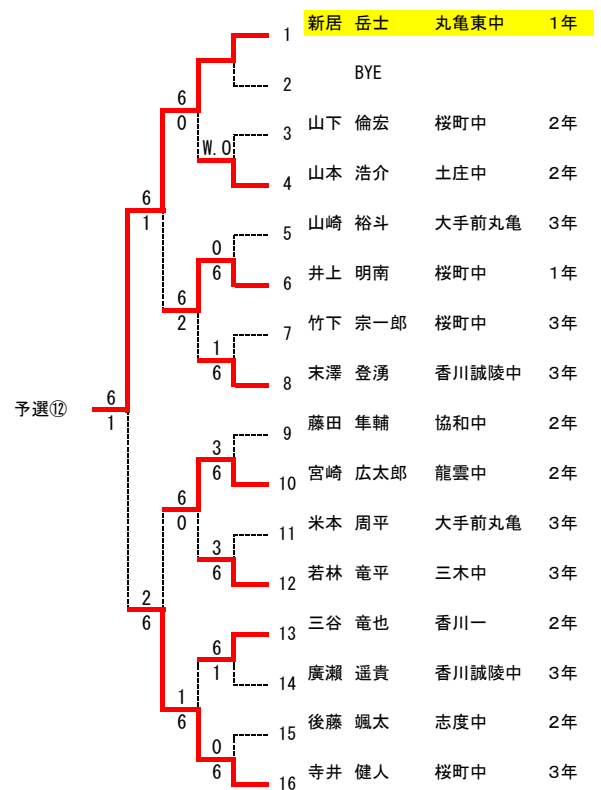 1 新居 岳士 丸亀東中 1年
2 BYE
3 山下 倫宏 桜町中 2年
4 山本 浩介 土庄中 2年
5 山崎 裕斗 大手前丸亀 3年
6 井上 明南 桜町中 1年
7 竹下 宗一郎 桜町中 3年
8 末澤 登湧 香川誠陵中 3年
9 藤田 隼輔 協和中 2年
10 宮崎 広太郎 龍雲中 2年
11 米本 周平 大手前丸亀 3年
12 若林 竜平 三木中 3年
13 三谷 竜也 香川一 2年
14 廣瀬 遥貴 香川誠陵中 3年
15 後藤 颯太 志度中 2年
16 寺井 健人 桜町中 3年
W.0
0
6
1
6
3
6
3
6
6
1
0
6
6
0
6
2
6
0
1
6
6
1
2
6
6
1
予選⑫